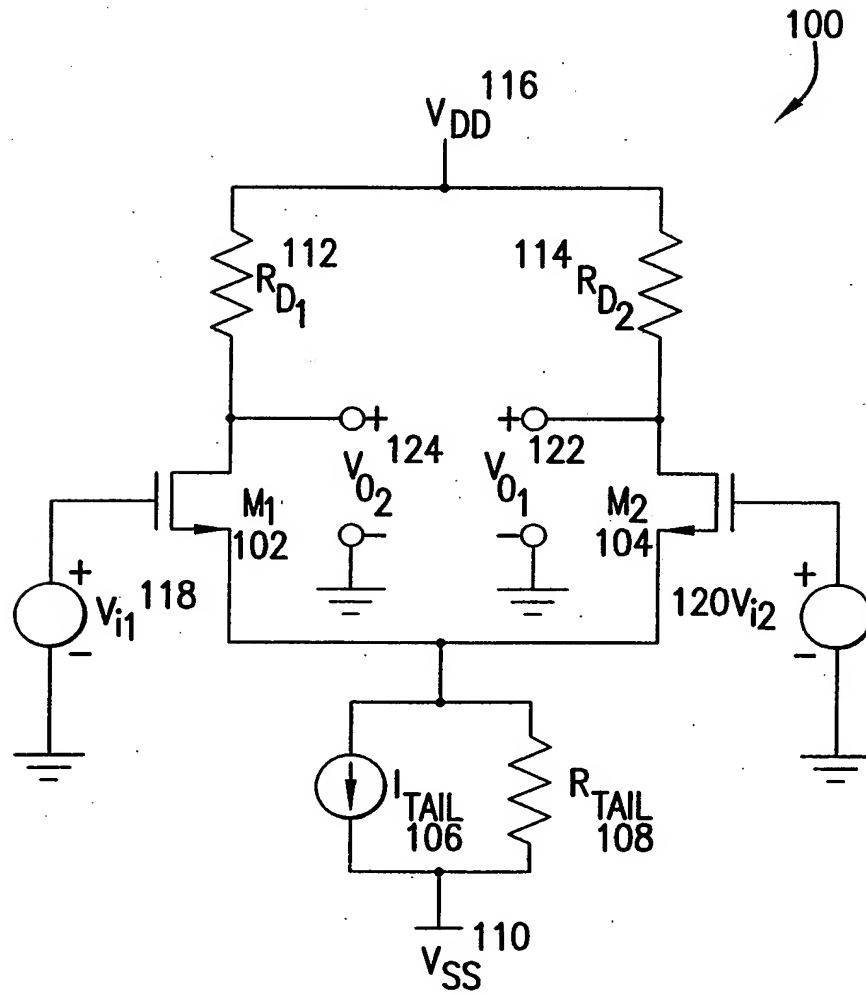 100
V_DD 116
112 R_D1
114 R_D2
+ 124
+ 122
V_O2
V_O1
M1 102
M2 104
-
-
+
V_i1 118
-
+
120 V_i2
-
I_TAIL 106
R_TAIL 108
V_SS 110